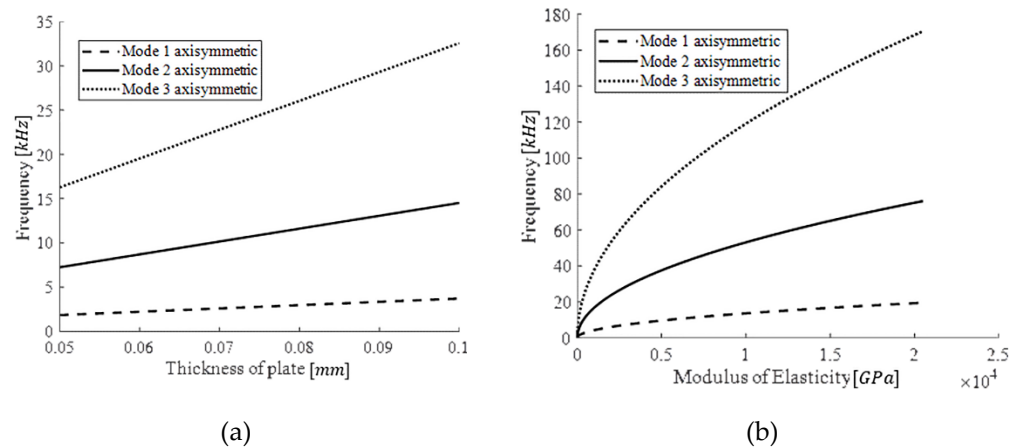 35
30
25
20
15
10
5
0
Frequency [kHz]
Mode 1 axisymmetric
Mode 2 axisymmetric
Mode 3 axisymmetric
0.05 0.06 0.07 0.08 0.09 0.1
Thickness of plate [mm]
(a)
180
160
140
120
100
80
60
40
20
0
Frequency [kHz]
Mode 1 axisymmetric
Mode 2 axisymmetric
Mode 3 axisymmetric
0 0.5 1 1.5 2 2.5
Modulus of Elasticity [GPa] ×10⁴
(b)